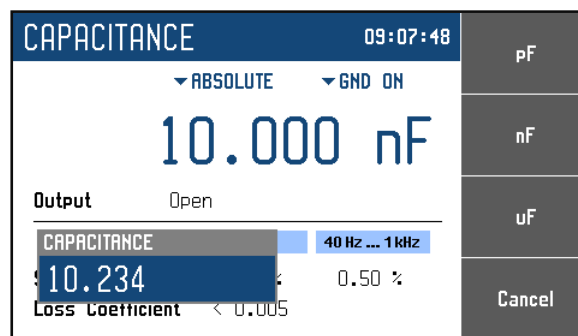 CAPACITANCE 09:07:48
ABSOLUTE GND ON
10.000 nF
Output Open
CAPACITANCE 40 Hz ... 1 kHz
10.234 % 0.50 %
Loss Coefficient < 0.005
pF
nF
uF
Cancel